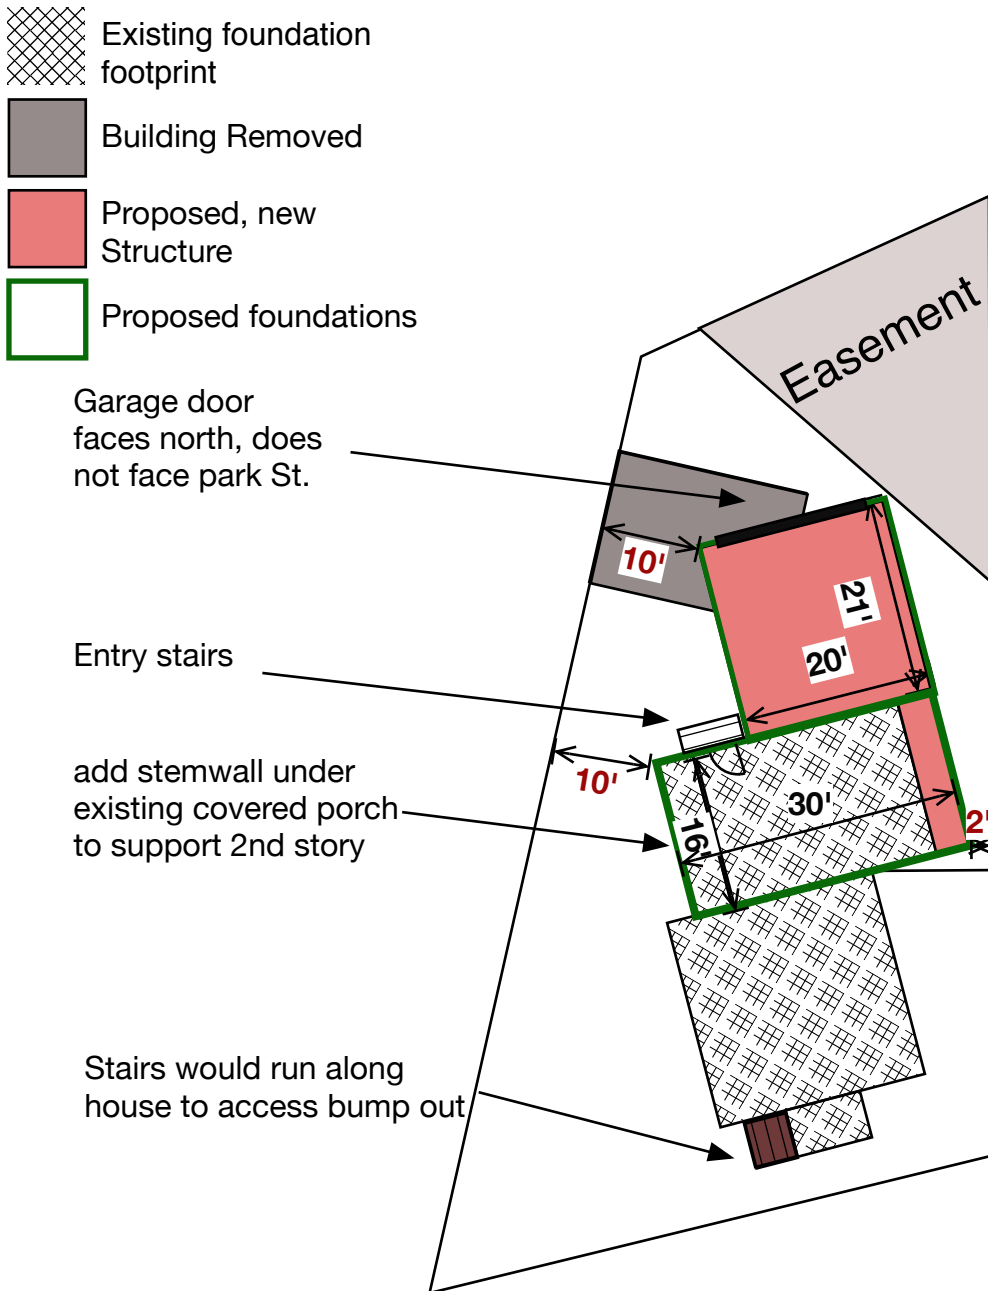 Existing foundation
footprint
Building Removed
Proposed, new
Structure
Proposed foundations
Easement
Garage door
faces north, does
not face park St.
10'
21'
20'
Entry stairs
10'
add stemwall under
existing covered porch
to support 2nd story
30'
16'
2'
Stairs would run along
house to access bump out